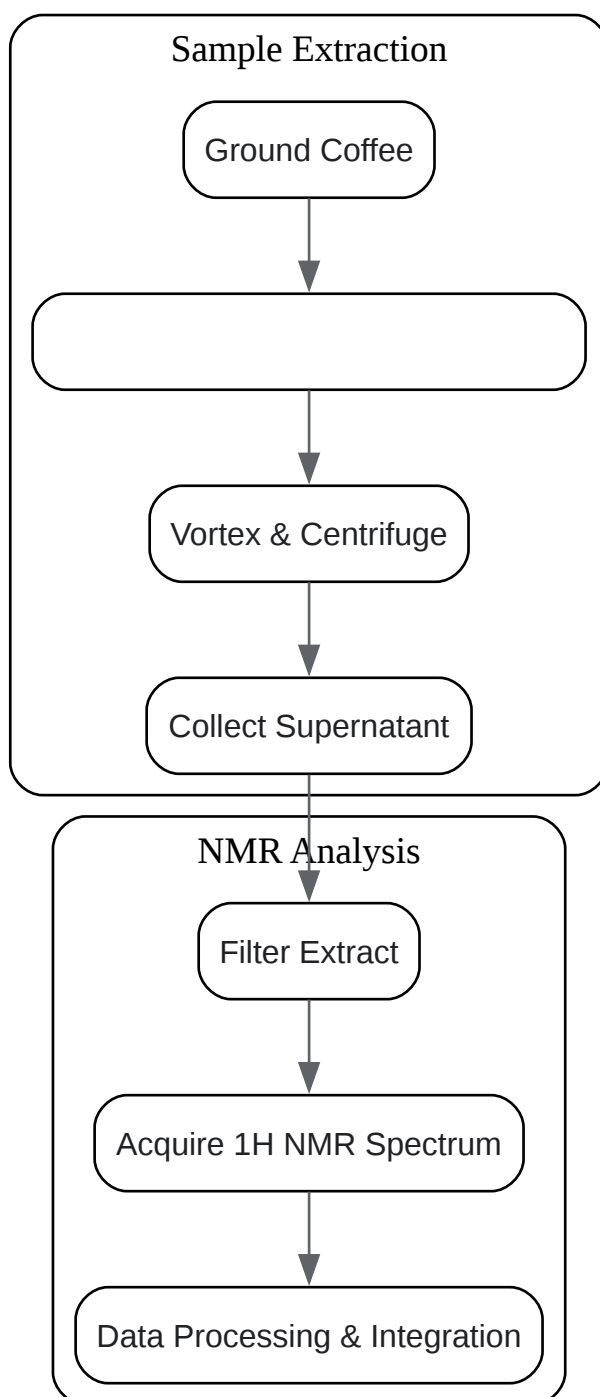 Sample Extraction
Ground Coffee
Vortex & Centrifuge
Collect Supernatant
NMR Analysis
Filter Extract
Acquire 1H NMR Spectrum
Data Processing & Integration